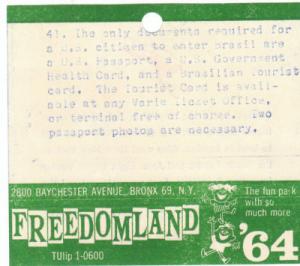 41. The only documents required for
a U.S. citizen to enter Brasil are
a U.S. Passport, a U.S. Government
Health Card, and a Brasilian Tourist
card. The Tourist Card is avail-
able at any Varig Ticket Office,
or terminal free of charge. Two
passport photos are necessary.
2800 BAYCHESTER AVENUE, BRONX 69, N.Y.
FREEDOMLAND
TUlip 1-0600
The fun park
with so
much more
'64